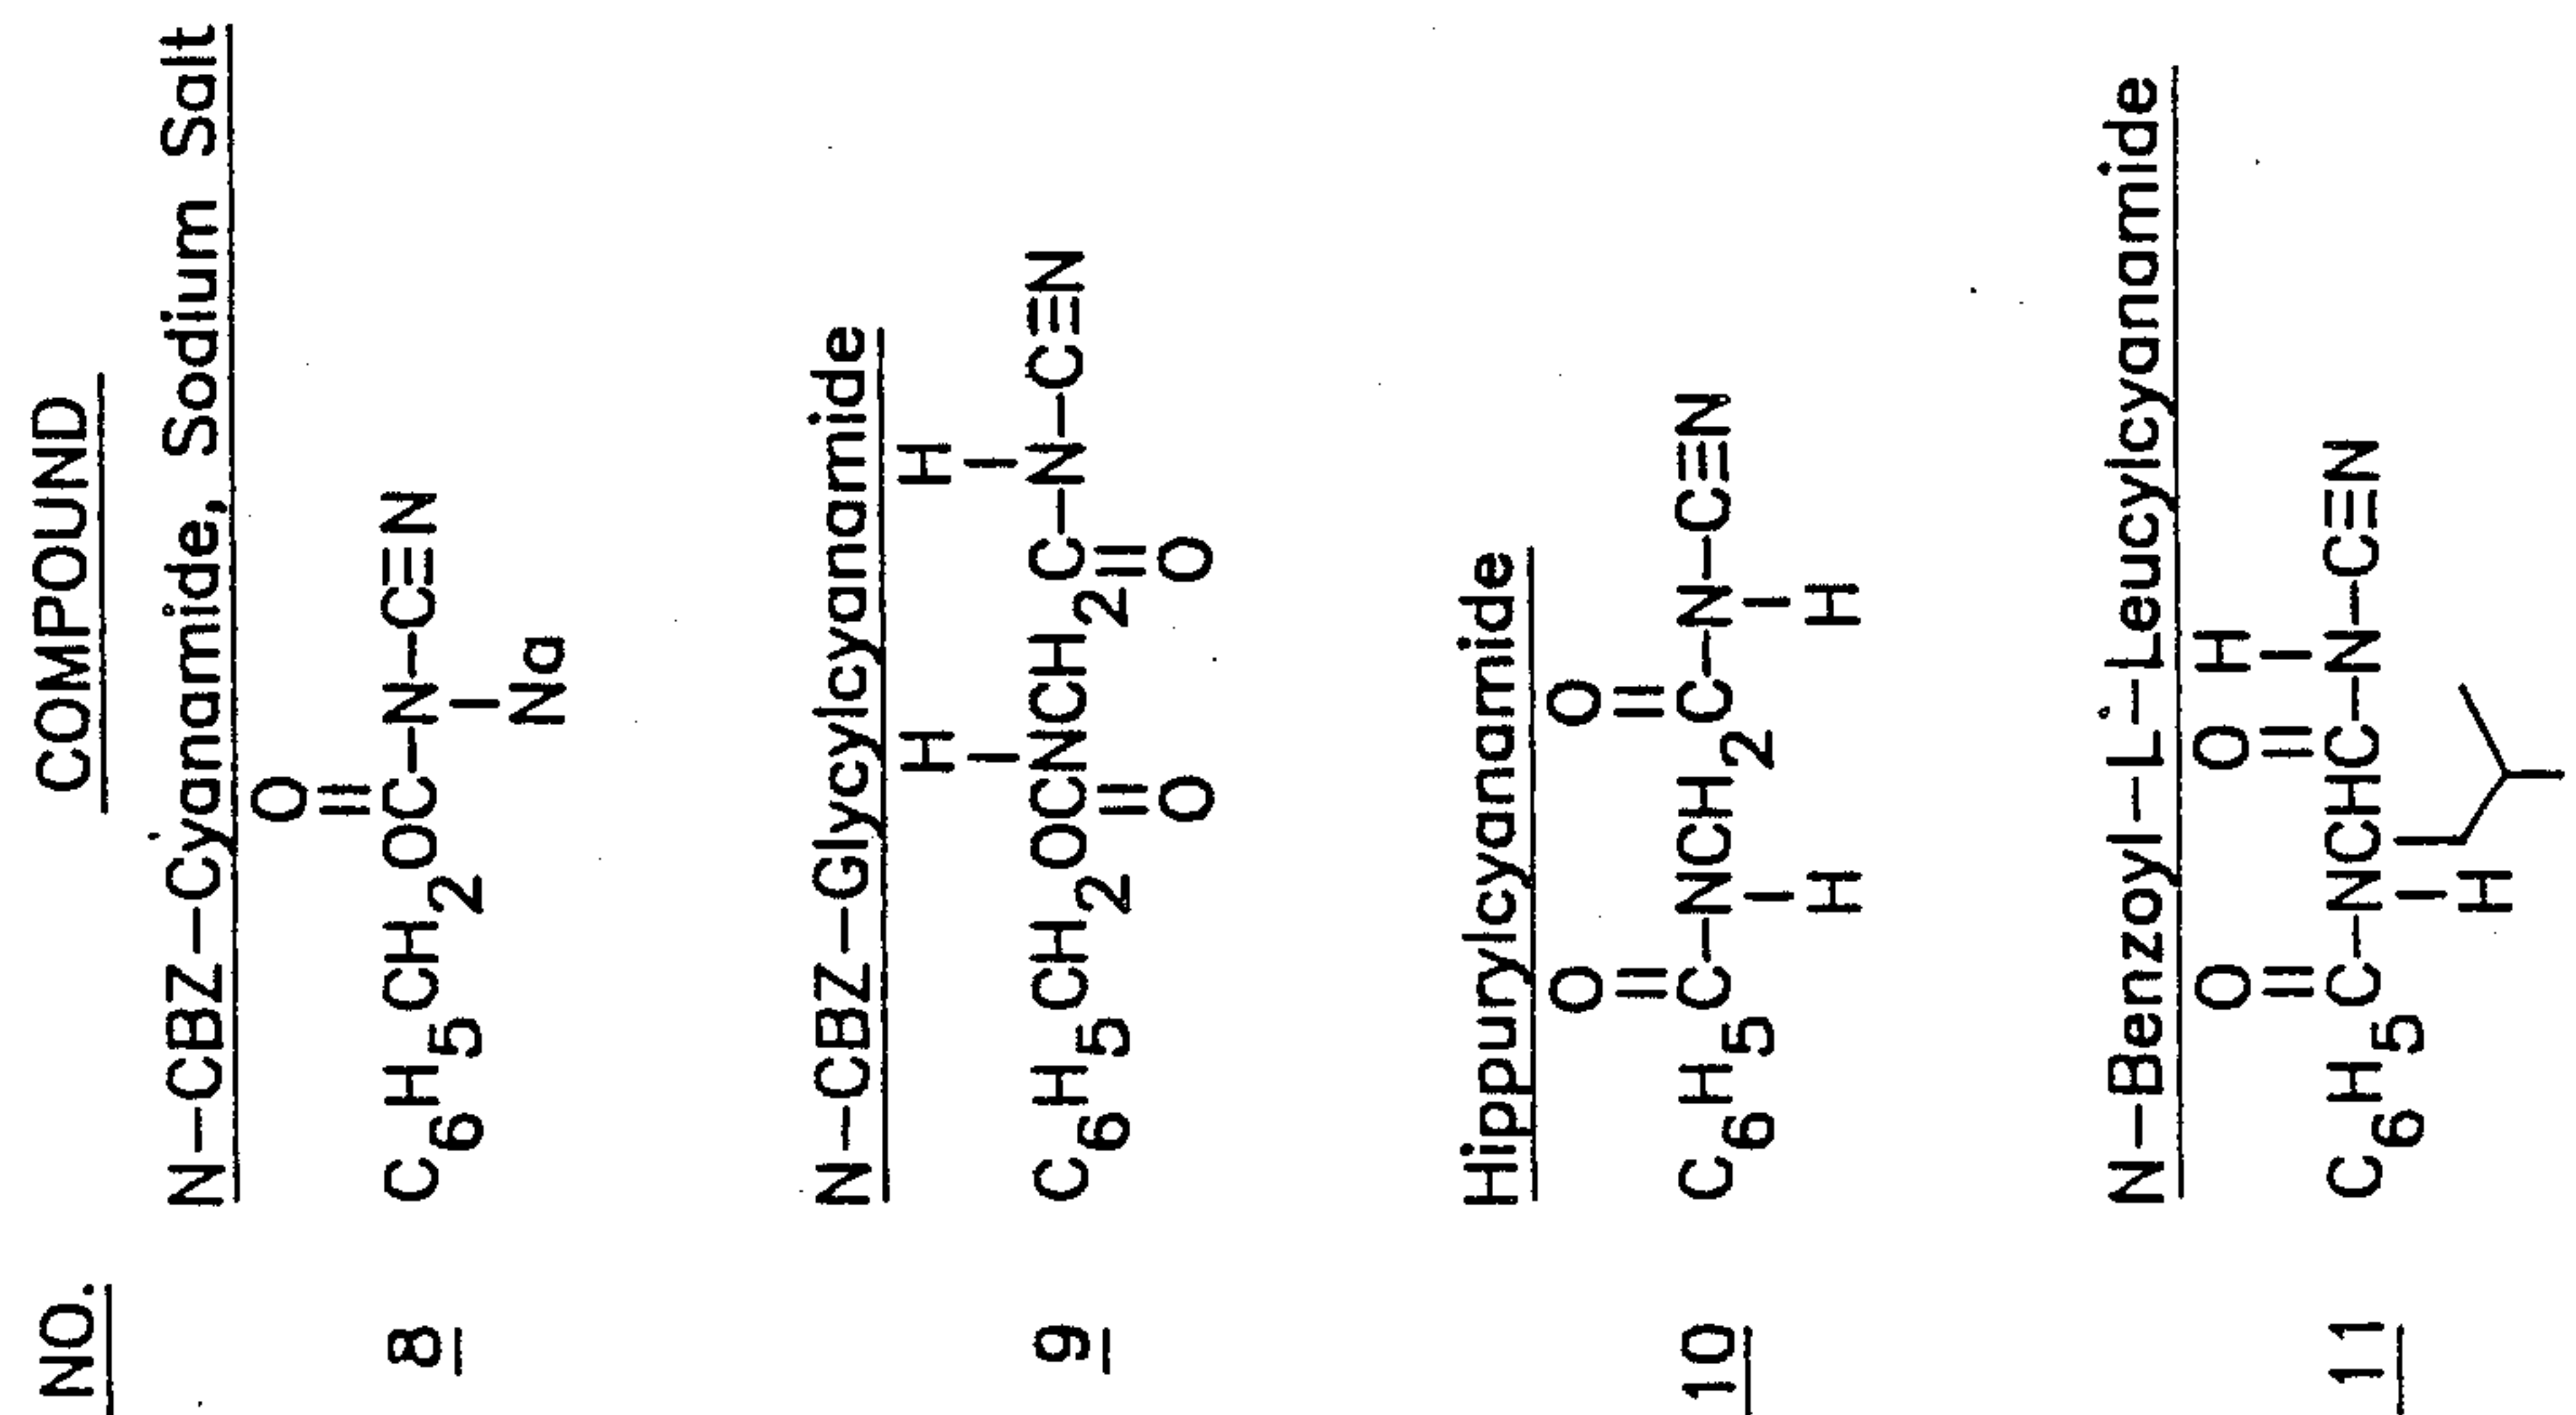 NO. COMPOUND
N-CBZ-Cyanamide, Sodium Salt
O
8 C6H5CH2OC-N-C≡N
Na
N-CBZ-Glycylcyanamide
H H
9 C6H5CH2OCNCH2C-N-C≡N
O O
Hippurylcyanamide
O O
10 C6H5C-NCH2C-N-C≡N
H H
N-Benzoyl-L-Leucylcyanamide
O O H
11 C6H5C-NCHC-N-C≡N
H